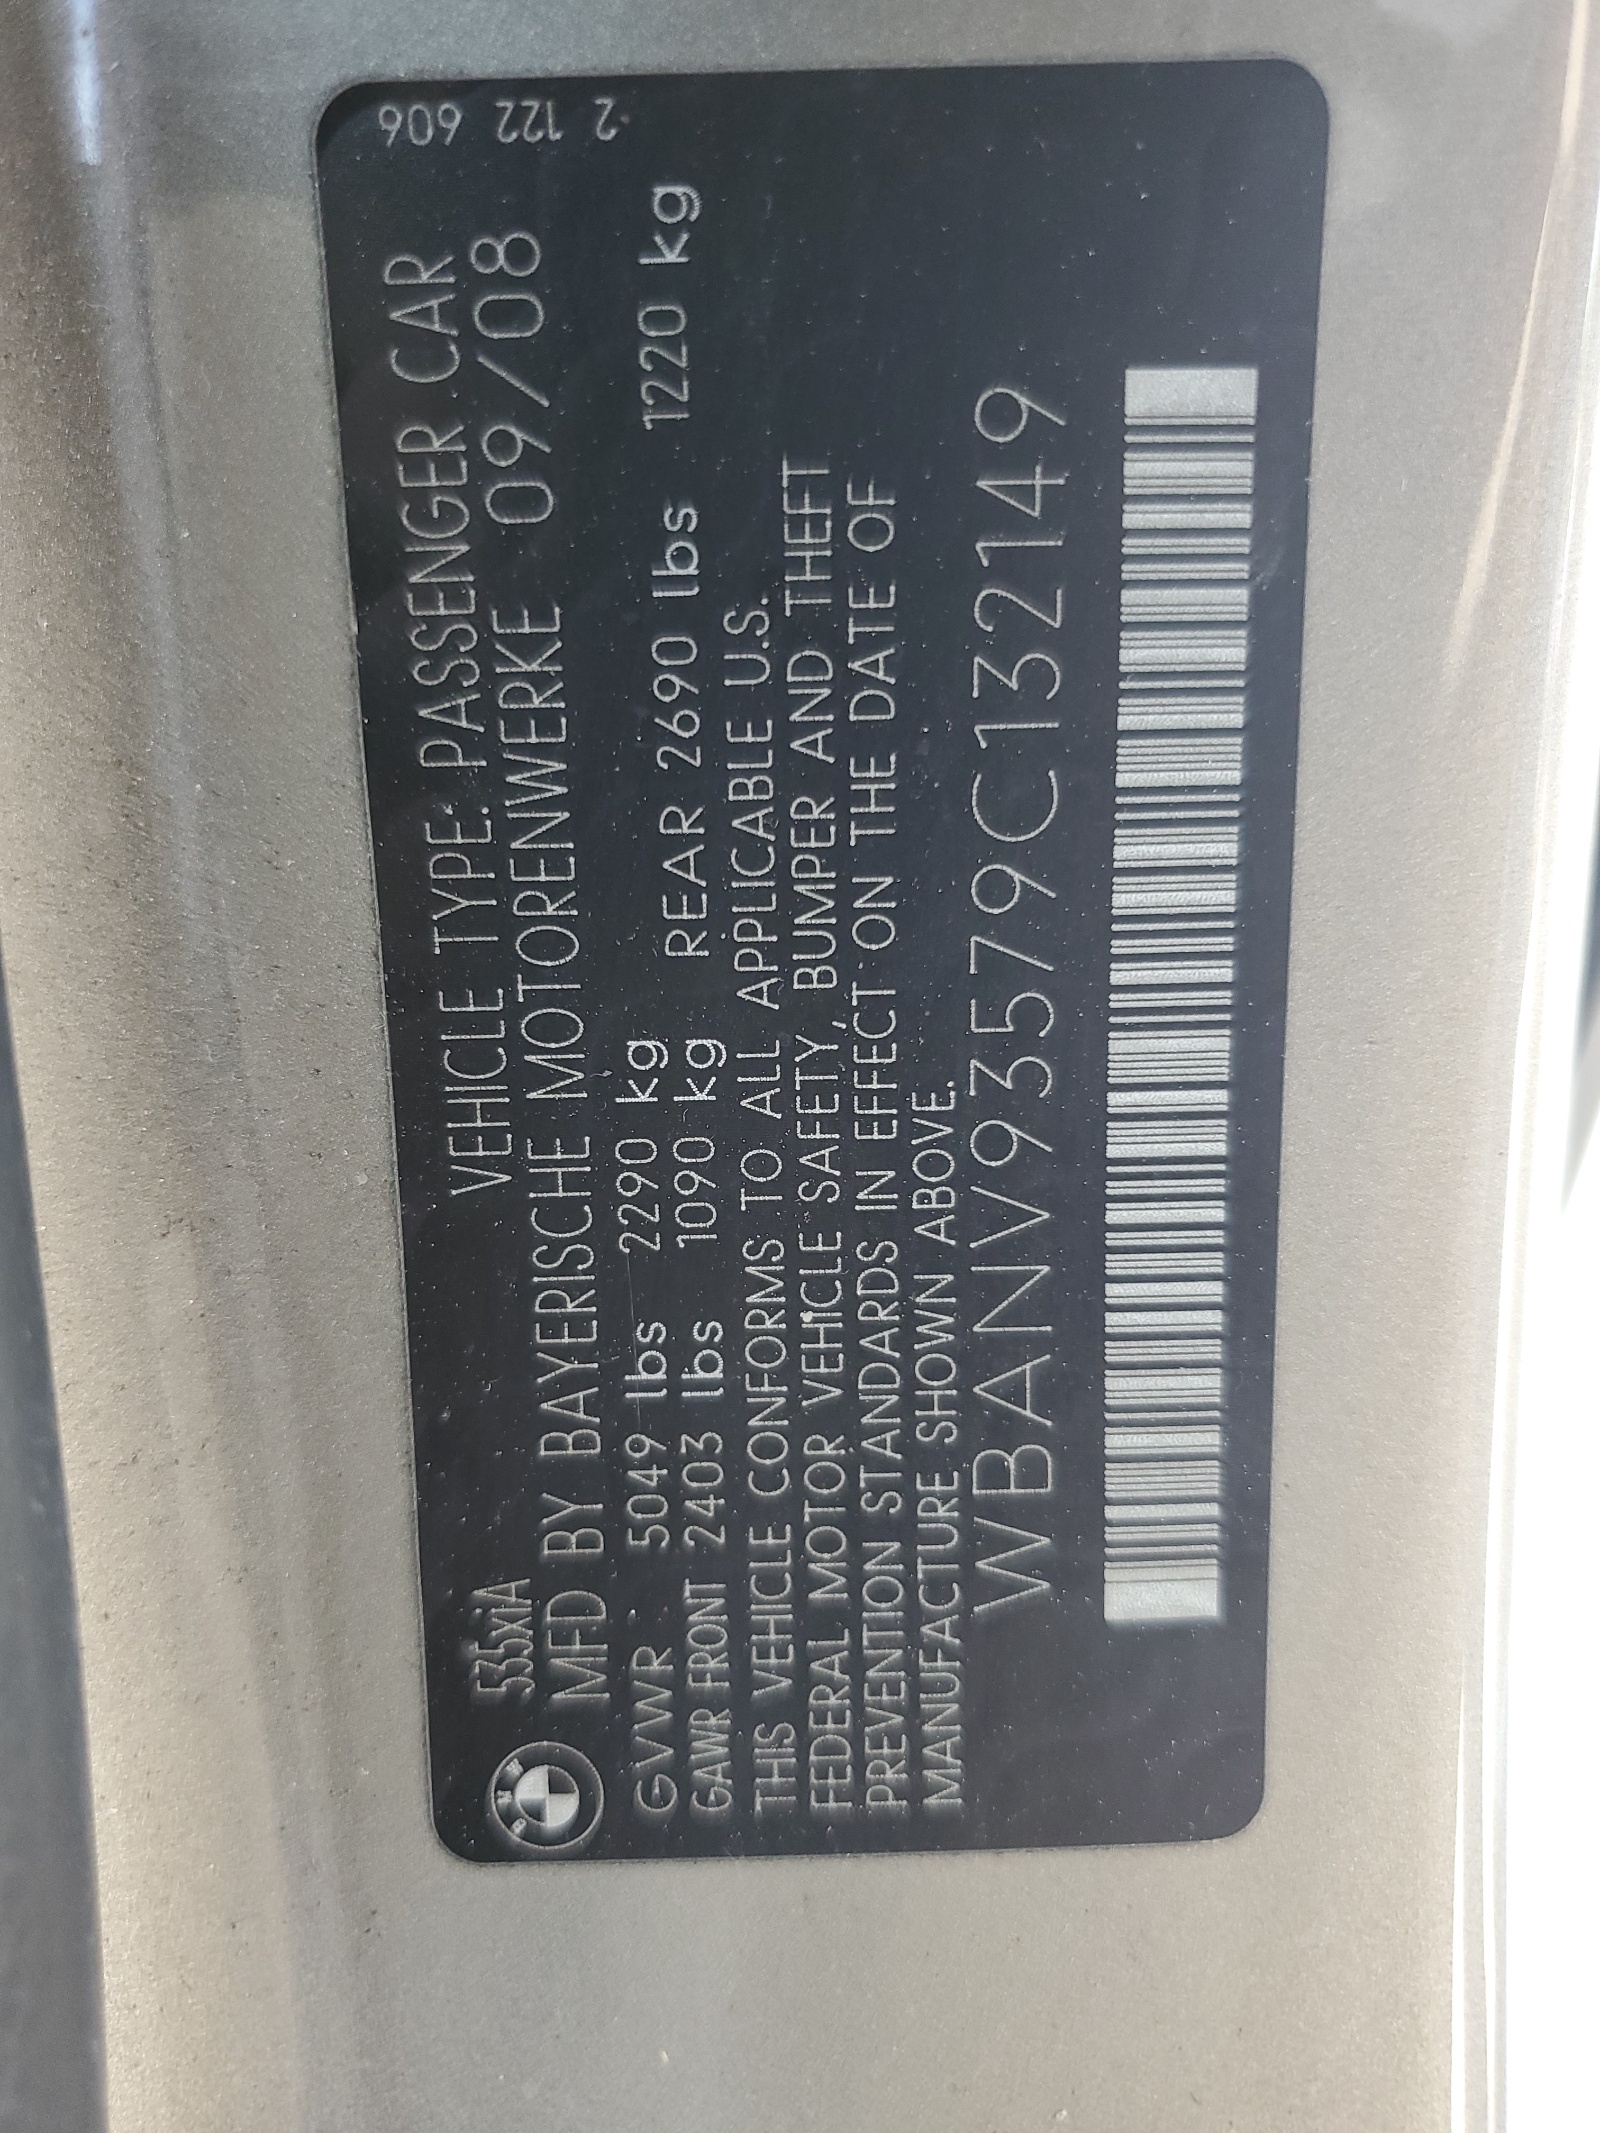 535xiA VEHICLE TYPE: PASSENGER CAR
MFD BY BAYERISCHE MOTORENWERKE 09/08
GVWR 5049 lbs 2290 kg
GAWR FRONT 2403 lbs 1090 kg REAR 2690 lbs 1220 kg
THIS VEHICLE CONFORMS TO ALL APPLICABLE U.S.
FEDERAL MOTOR VEHICLE SAFETY, BUMPER AND THEFT
PREVENTION STANDARDS IN EFFECT ON THE DATE OF
MANUFACTURE SHOWN ABOVE.
WBANV93579C132149
2 122 606
BMW